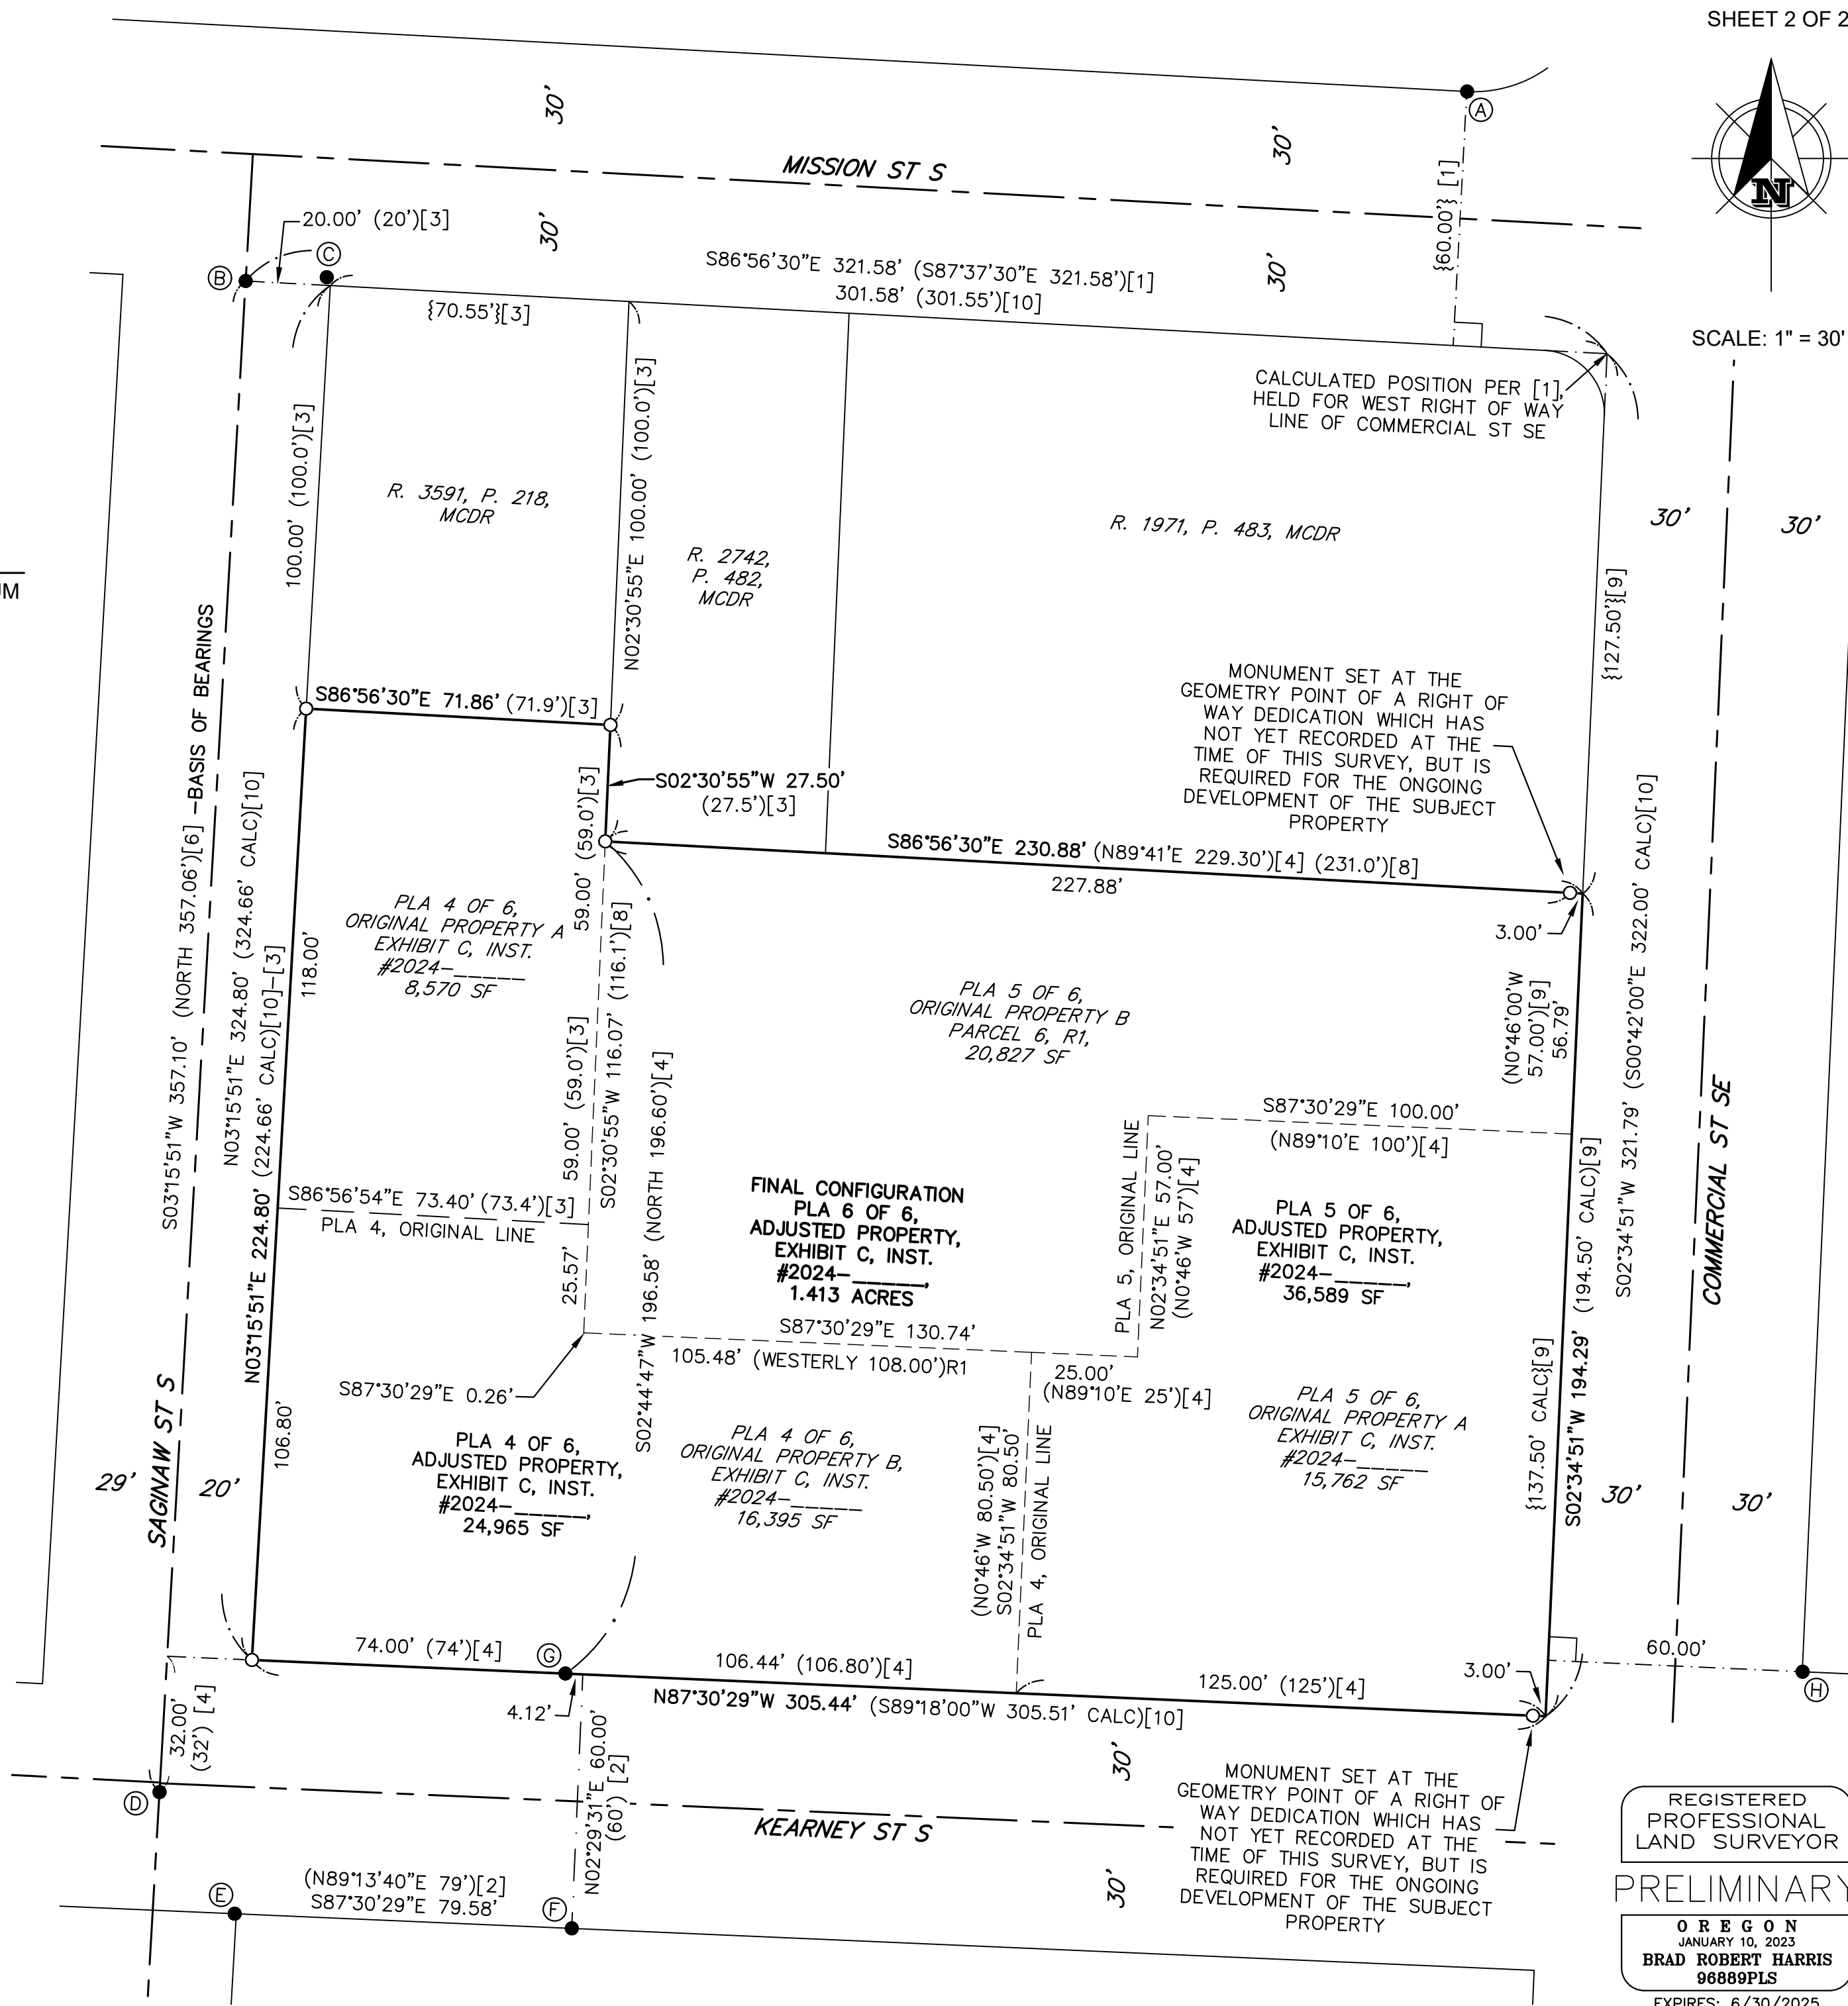 SHEET 2 OF 2
N
SCALE: 1" = 30'
30'
30'
MISSION ST S
30'
30'
A
{60.00'} [1]
20.00' (20')[3]
B
C
S86°56'30"E 321.58' (S87°37'30"E 321.58')[1]
301.58' (301.55')[10]
{70.55'}[3]
CALCULATED POSITION PER [1],
HELD FOR WEST RIGHT OF WAY
LINE OF COMMERCIAL ST SE
100.00' (100.0')[3]
N02°30'55"E 100.00' (100.0')[3]
R. 3591, P. 218,
MCDR
R. 2742,
P. 482,
MCDR
R. 1971, P. 483, MCDR
30'
30'
{127.50'}[9]
S86°56'30"E 71.86' (71.9')[3]
MONUMENT SET AT THE
GEOMETRY POINT OF A RIGHT OF
WAY DEDICATION WHICH HAS
NOT YET RECORDED AT THE
TIME OF THIS SURVEY, BUT IS
REQUIRED FOR THE ONGOING
DEVELOPMENT OF THE SUBJECT
PROPERTY
S02°30'55"W 27.50'
(27.5')[3]
S86°56'30"E 230.88' (N89°41'E 229.30')[4] (231.0')[8]
227.88'
3.00'
S03°15'51"W 357.10' (NORTH 357.06')[6] -BASIS OF BEARINGS
N03°15'51"E 324.80' (324.66' CALC)[10]
N03°15'51"E 224.80' (224.66' CALC)[10]-[3]
118.00'
59.00' (59.0')[3]
PLA 4 OF 6,
ORIGINAL PROPERTY A
EXHIBIT C, INST.
#2024-_____
8,570 SF
59.00' (59.0')[3]
S02°30'55"W 116.07' (116.1')[8]
S02°44'47"W 196.58' (NORTH 196.60')[4]
PLA 5 OF 6,
ORIGINAL PROPERTY B
PARCEL 6, R1,
20,827 SF
(N0°46'00"W
57.00')[9]
56.79'
S02°34'51"W 321.79' (S00°42'00"E 322.00' CALC)[10]
COMMERCIAL ST SE
S87°30'29"E 100.00'
(N89°10'E 100')[4]
PLA 5, ORIGINAL LINE
N02°34'51"E 57.00'
(N0°46'W 57')[4]
S86°56'54"E 73.40' (73.4')[3]
PLA 4, ORIGINAL LINE
25.57'
FINAL CONFIGURATION
PLA 6 OF 6,
ADJUSTED PROPERTY,
EXHIBIT C, INST.
#2024-_____,
1.413 ACRES
PLA 5 OF 6,
ADJUSTED PROPERTY,
EXHIBIT C, INST.
#2024-_____,
36,589 SF
S02°34'51"W 194.29' (194.50' CALC)[9]
{137.50' CALC}[9]
S87°30'29"E 130.74'
105.48' (WESTERLY 108.00')R1
25.00'
(N89°10'E 25')[4]
S87°30'29"E 0.26'
106.80'
29'
20'
SAGINAW ST S
PLA 4 OF 6,
ADJUSTED PROPERTY,
EXHIBIT C, INST.
#2024-_____,
24,965 SF
PLA 4 OF 6,
ORIGINAL PROPERTY B,
EXHIBIT C, INST.
#2024-_____
16,395 SF
(N0°46'W 80.50')[4]
S02°34'51"W 80.50'
PLA 4, ORIGINAL LINE
PLA 5 OF 6,
ORIGINAL PROPERTY A
EXHIBIT C, INST.
#2024-_____
15,762 SF
30'
30'
74.00' (74')[4]
G
106.44' (106.80')[4]
125.00' (125')[4]
3.00'
60.00'
H
N87°30'29"W 305.44' (S89°18'00"W 305.51' CALC)[10]
4.12'
32.00'
(32') [4]
D
N02°29'31"E 60.00'
(60') [2]
30'
KEARNEY ST S
30'
MONUMENT SET AT THE
GEOMETRY POINT OF A RIGHT OF
WAY DEDICATION WHICH HAS
NOT YET RECORDED AT THE
TIME OF THIS SURVEY, BUT IS
REQUIRED FOR THE ONGOING
DEVELOPMENT OF THE SUBJECT
PROPERTY
(N89°13'40"E 79')[2]
S87°30'29"E 79.58'
E
F
REGISTERED
PROFESSIONAL
LAND SURVEYOR
PRELIMINARY
OREGON
JANUARY 10, 2023
BRAD ROBERT HARRIS
96889PLS
EXPIRES: 6/30/2025